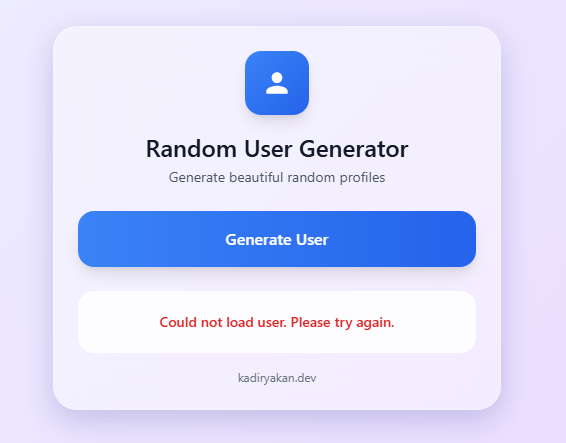 Random User Generator
Generate beautiful random profiles
Generate User
Could not load user. Please try again.
kadiryakan.dev